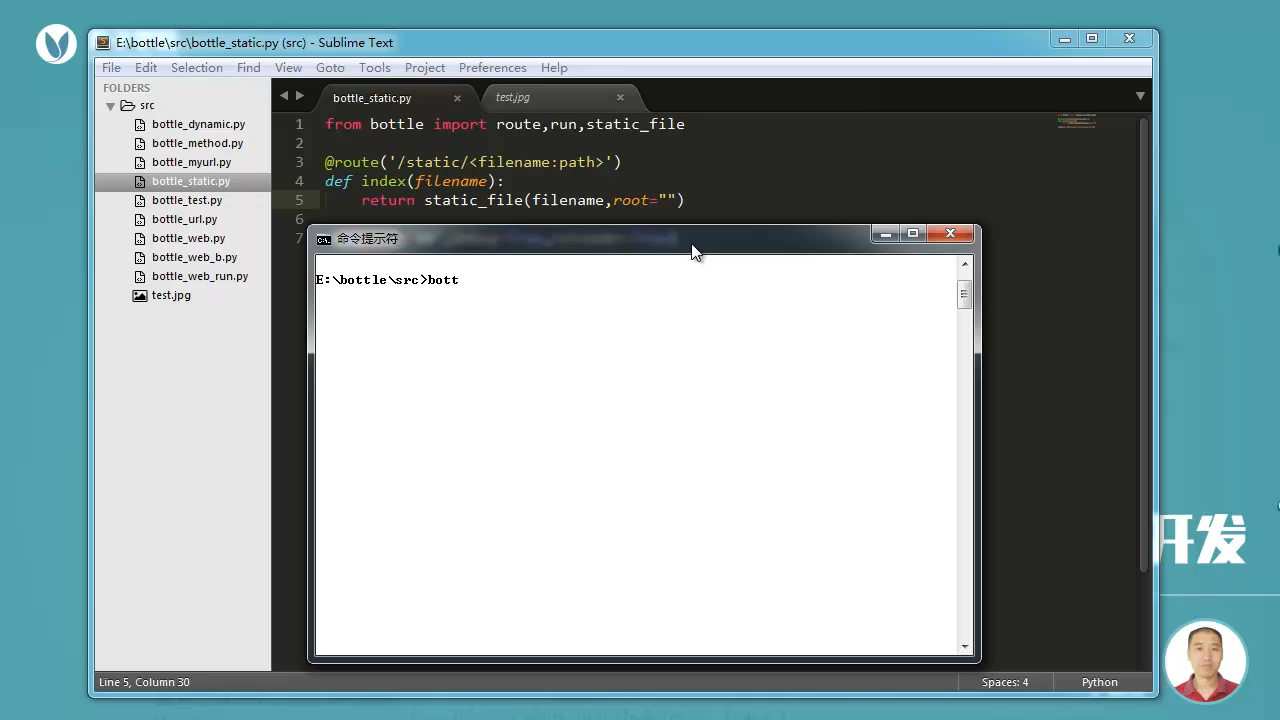 E:\bottle\src\bottle_static.py (src) - Sublime Text
File Edit Selection Find View Goto Tools Project Preferences Help
FOLDERS
src
bottle_dynamic.py
bottle_method.py
bottle_myurl.py
bottle_static.py
bottle_test.py
bottle_url.py
bottle_web.py
bottle_web_b.py
bottle_web_run.py
test.jpg
bottle_static.py test.jpg
1 from bottle import route,run,static_file
2
3 @route('/static/<filename:path>')
4 def index(filename):
5 return static_file(filename,root="")
6
7
命令提示符
E:\bottle\src>bott
开发
Line 5, Column 30
Spaces: 4
Python